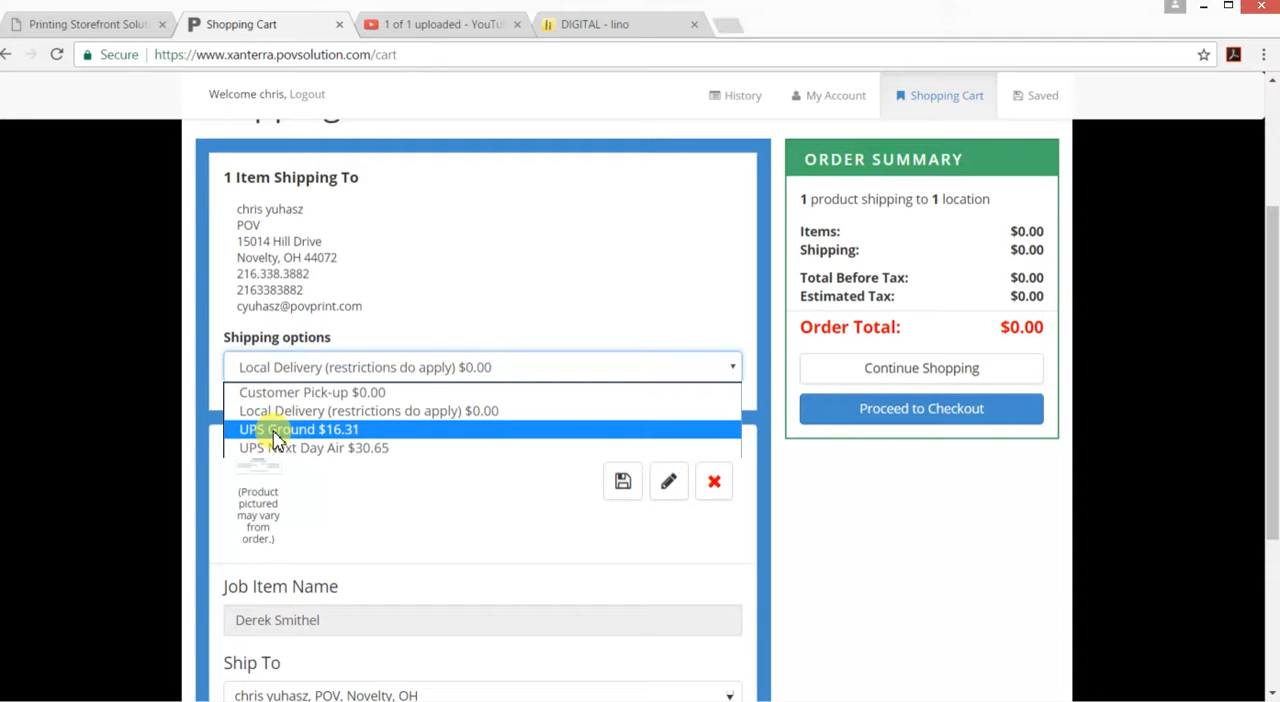 Printing Storefront Solut
Shopping Cart
1 of 1 uploaded - YouTu
DIGITAL - lino
Secure
https://www.xanterra.povsolution.com/cart
Welcome chris, Logout
History
My Account
Shopping Cart
Saved
1 Item Shipping To
chris yuhasz
POV
15014 Hill Drive
Novelty, OH 44072
216.338.3882
2163383882
cyuhasz@povprint.com
Shipping options
Local Delivery (restrictions do apply) $0.00
Customer Pick-up $0.00
Local Delivery (restrictions do apply) $0.00
UPS Ground $16.31
UPS Next Day Air $30.65
(Product
pictured
may vary
from
order.)
Job Item Name
Derek Smithel
Ship To
chris yuhasz, POV, Novelty, OH
ORDER SUMMARY
1 product shipping to 1 location
Items: $0.00
Shipping: $0.00
Total Before Tax: $0.00
Estimated Tax: $0.00
Order Total: $0.00
Continue Shopping
Proceed to Checkout